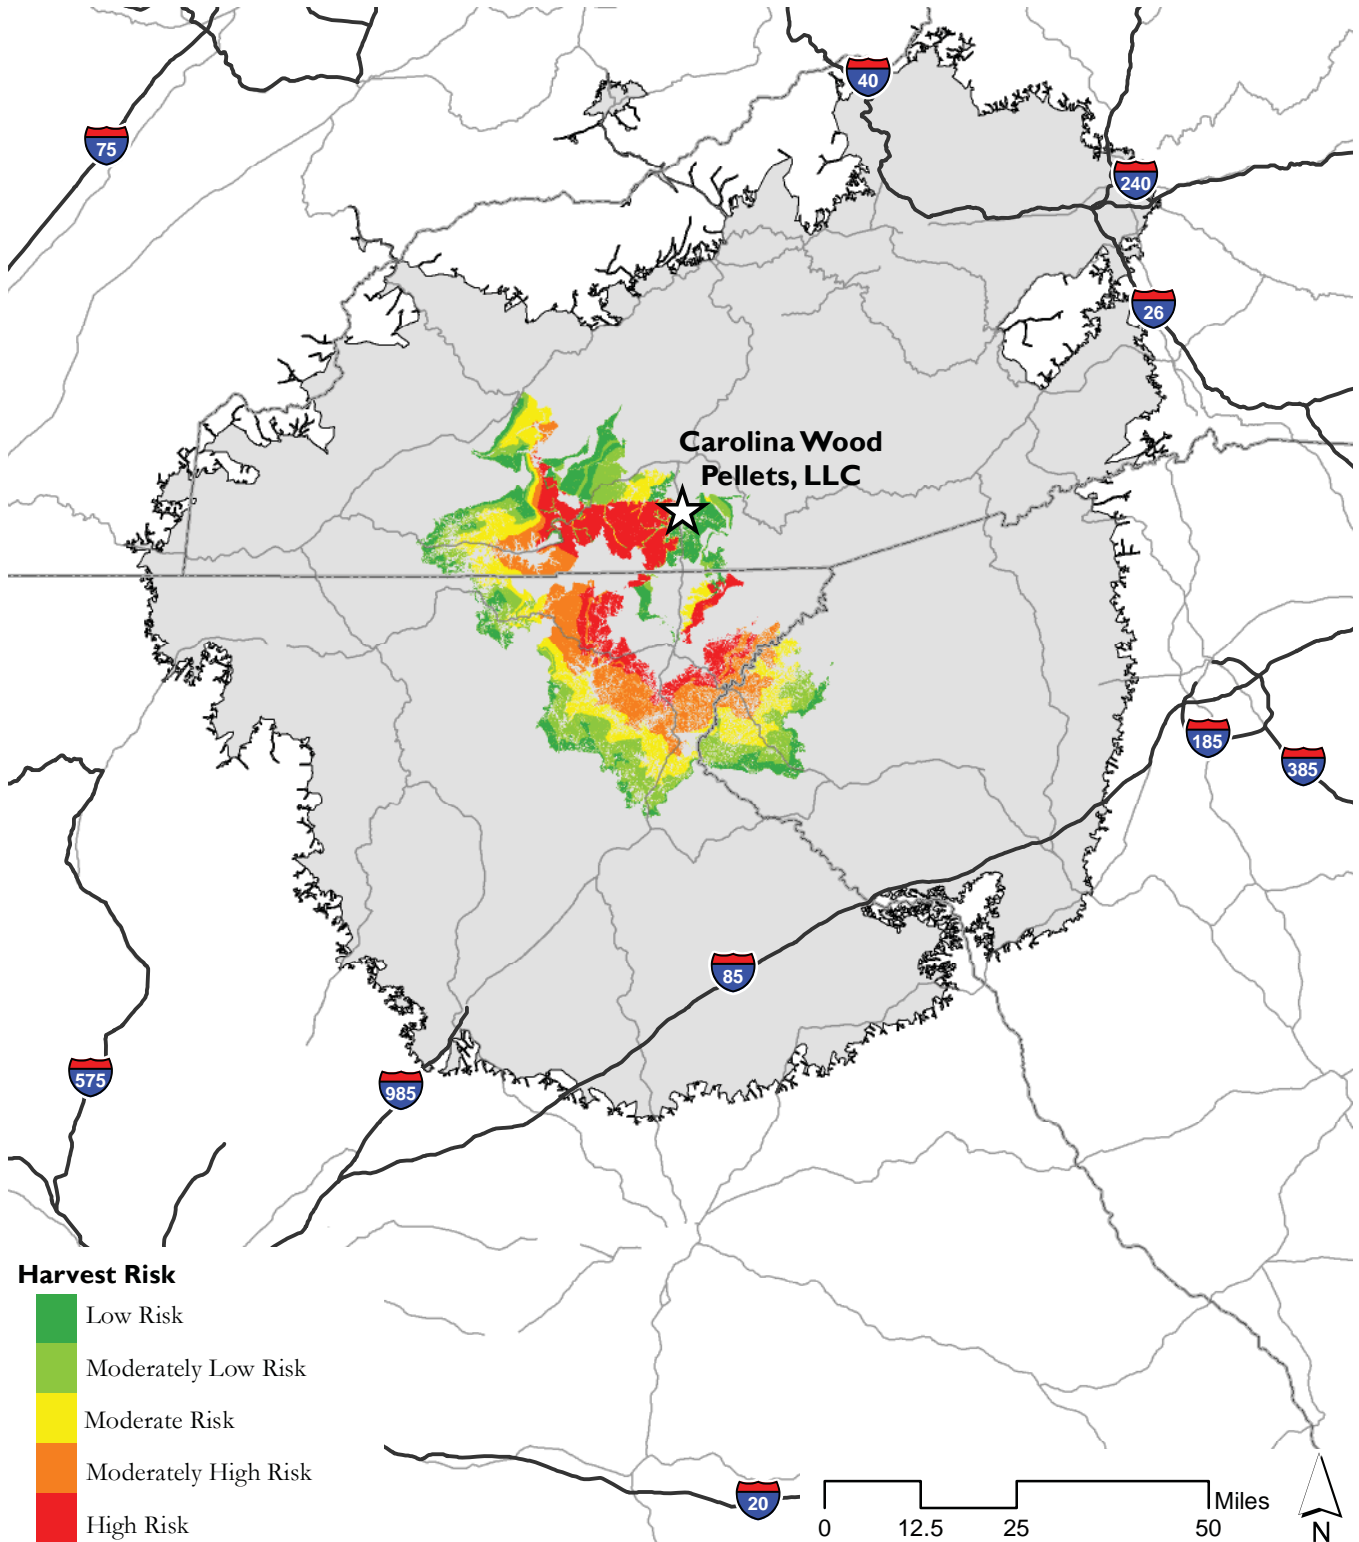 40
75
240
26
Carolina Wood
Pellets, LLC
185
385
85
575
985
Harvest Risk
Low Risk
Moderately Low Risk
Moderate Risk
Moderately High Risk
High Risk
20
Miles
0 12.5 25 50
N